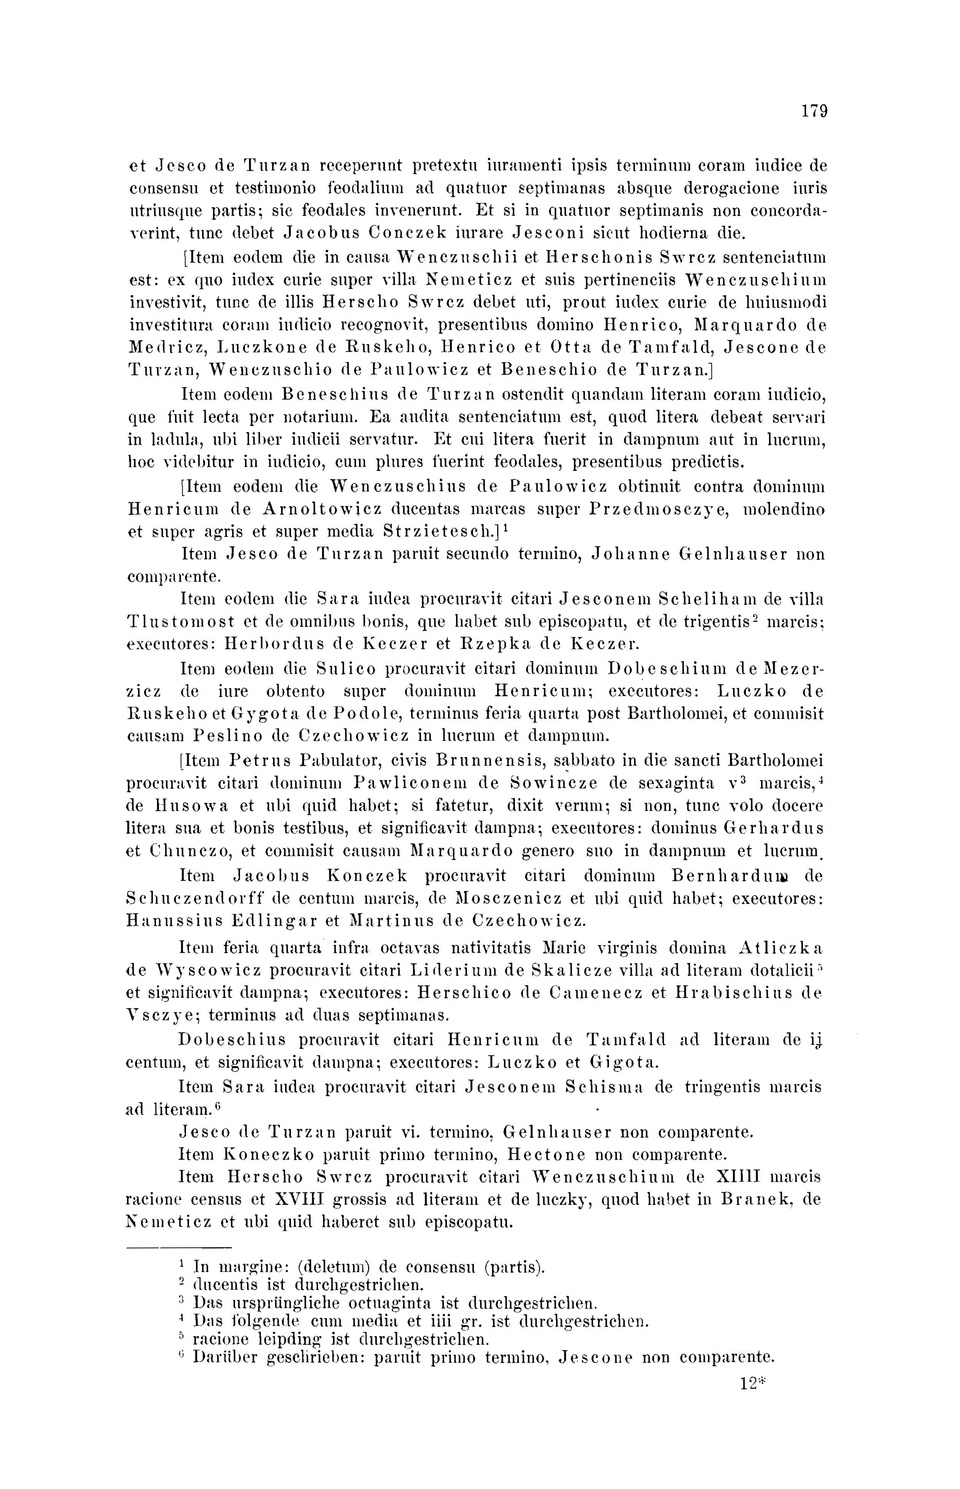 179
et Jesco de Turzan receperunt pretextu iuramenti ipsis terminum coram iudice de
consensu et testimonio feodalium ad quatuor septimanas absque derogacione iuris
utriusque partis; sic feodales invenerunt. Et si in quatuor septimanis non concorda-
verint, tunc debet Jacobus Conczek iurare Jesconi sicut hodierna die.
[Item eodem die in causa Wenczuschii et Herschonis Swrcz sentenciatum
est: ex quo iudex curie super villa Nemeticz et suis pertinenciis Wenczuschium
investivit, tunc de illis Herscho Swrcz debet uti, prout iudex curie de huiusmodi
investitura coram iudicio recognovit, presentibus domino Henrico, Marquardo de
Medricz, Luczkone de Ruskeho, Henrico et Otta de Tamfald, Jescone de
Turzan, Wenczuschio de Paulowicz et Beneschio de Turzan.]
Item eodem Beneschius de Turzan ostendit quandam literam coram iudicio,
que fuit lecta per notarium. Ea audita sentenciatum est, quod litera debeat servari
in ladula, ubi liber iudicii servatur. Et cui litera fuerit in dampnum aut in lucrum,
hoc videbitur in iudicio, cum plures fuerint feodales, presentibus predictis.
[Item eodem die Wenczuschius de Paulowicz obtinuit contra dominum
Henricum de Arnoltowicz ducentas marcas super Przedmosczye, molendino
et super agris et super media Strzietesch.]¹
Item Jesco de Turzan paruit secundo termino, Johanne Gelnhauser non
comparente.
Item eodem die Sara iudea procuravit citari Jesconem Scheliham de villa
Tlustomost et de omnibus bonis, que habet sub episcopatu, et de trigentis² marcis;
executores: Herbordus de Keczer et Rzepka de Keczer.
Item eodem die Sulico procuravit citari dominum Dobeschium de Mezer-
zicz de iure obtento super dominum Henricum; executores: Luczko de
Ruskeho et Gygota de Podole, terminus feria quarta post Bartholomei, et commisit
causam Peslino de Czechowicz in lucrum et dampnum.
[Item Petrus Pabulator, civis Brunnensis, sabbato in die sancti Bartholomei
procuravit citari dominum Pawliconem de Sowincze de sexaginta v³ marcis,⁴
de Husowa et ubi quid habet; si fatetur, dixit verum; si non, tunc volo docere
litera sua et bonis testibus, et significavit dampna; executores: dominus Gerhardus
et Chunczo, et commisit causam Marquardo genero suo in dampnum et lucrum.
Item Jacobus Konczek procuravit citari dominum Bernhardum de
Schuczendorff de centum marcis, de Mosczenicz et ubi quid habet; executores:
Hanussius Edlingar et Martinus de Czechowicz.
Item feria quarta infra octavas nativitatis Marie virginis domina Atliczka
de Wyscowicz procuravit citari Liderium de Skalicze villa ad literam dotalicii⁵
et significavit dampna; executores: Herschico de Camenecz et Hrabischius de
Vsczye; terminus ad duas septimanas.
Dobeschius procuravit citari Henricum de Tamfald ad literam de ij
centum, et significavit dampna; executores: Luczko et Gigota.
Item Sara iudea procuravit citari Jesconem Schisma de tringentis marcis
ad literam.⁶
Jesco de Turzan paruit vi. termino, Gelnhauser non comparente.
Item Koneczko paruit primo termino, Hectone non comparente.
Item Herscho Swrcz procuravit citari Wenczuschium de XIIII marcis
racione census et XVIII grossis ad literam et de luczky, quod habet in Branek, de
Nemeticz et ubi quid haberet sub episcopatu.
¹ In margine: (deletum) de consensu (partis).
² ducentis ist durchgestrichen.
³ Das ursprüngliche octuaginta ist durchgestrichen.
⁴ Das folgende cum media et iiii gr. ist durchgestrichen.
⁵ racione leipding ist durchgestrichen.
⁶ Darüber geschrieben: paruit primo termino, Jescone non comparente.
12*